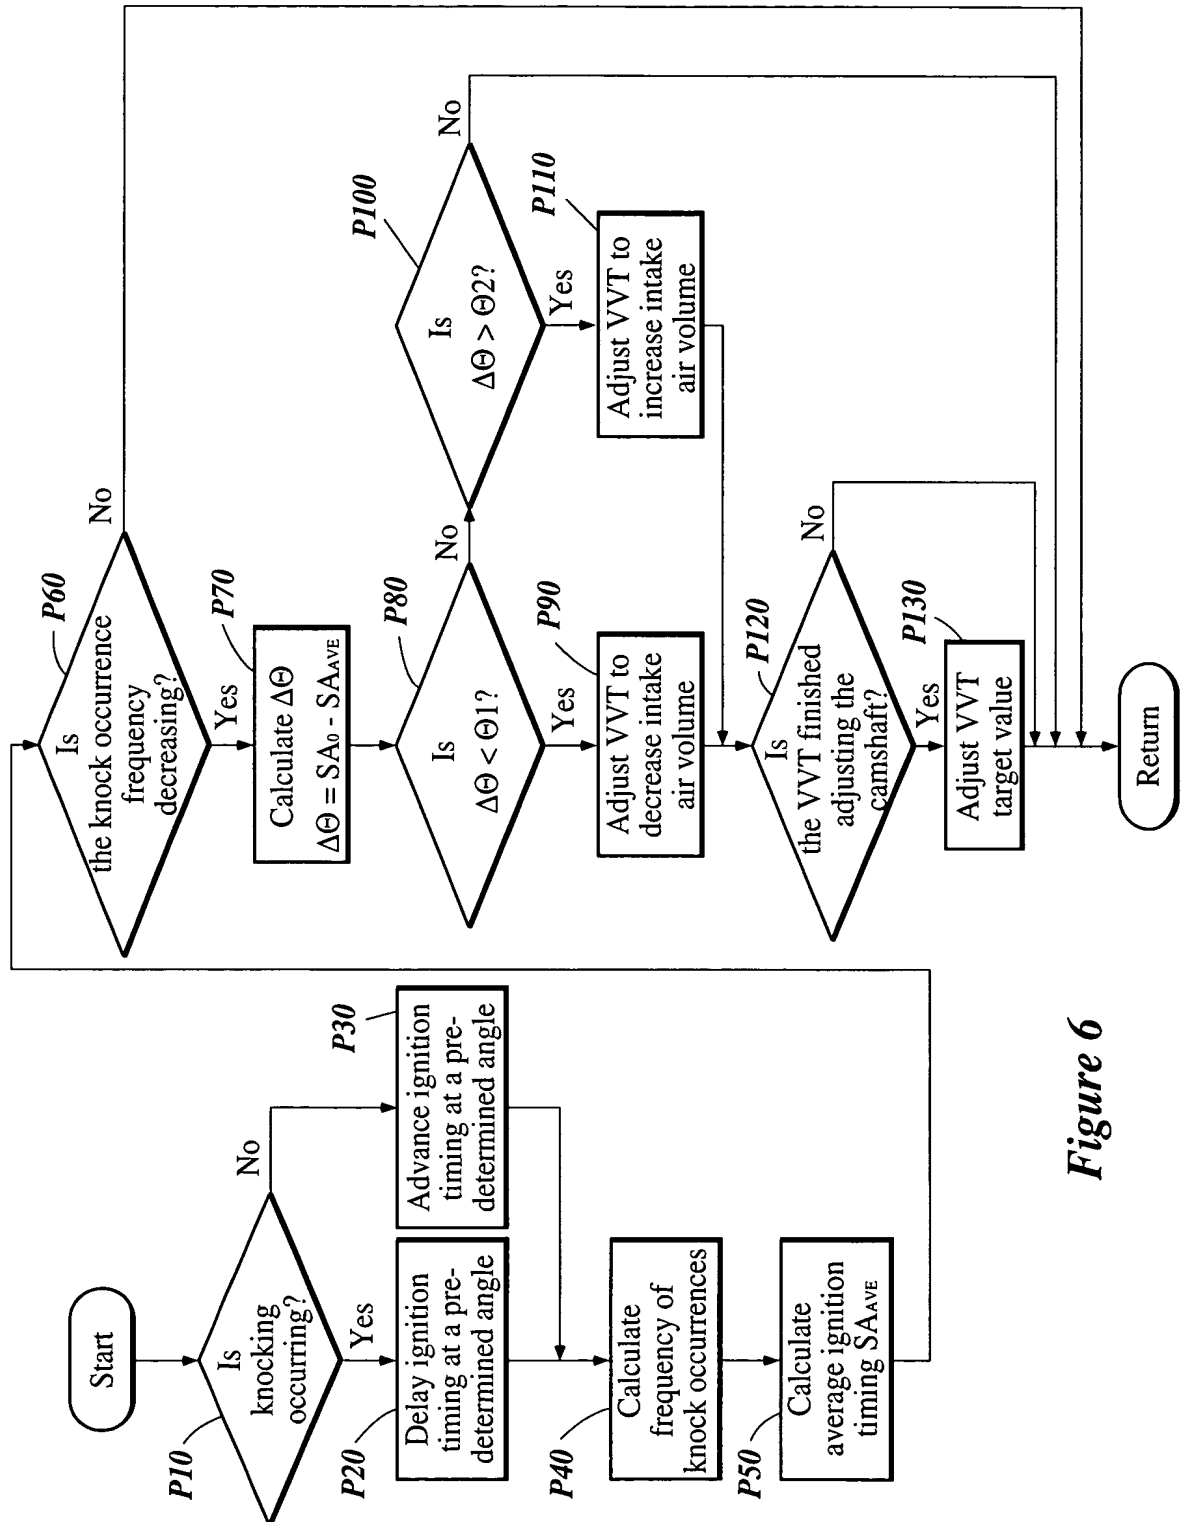 Start
P10
Is
knocking
occurring?
Yes
No
P20
Delay ignition
timing at a pre-
determined angle
P30
Advance ignition
timing at a pre-
determined angle
P40
Calculate
frequency of
knock occurrences
P50
Calculate
average ignition
timing SAAVE
P60
Is
the knock occurrence
frequency
decreasing?
Yes
No
P70
Calculate ΔΘ
ΔΘ = SA0 - SAAVE
P80
Is
ΔΘ < Θ1?
Yes
No
P90
Adjust VVT to
decrease intake
air volume
P100
Is
ΔΘ > Θ2?
Yes
No
P110
Adjust VVT to
increase intake
air volume
P120
Is
the VVT finished
adjusting the
camshaft?
Yes
No
P130
Adjust VVT
target value
Return
Figure 6